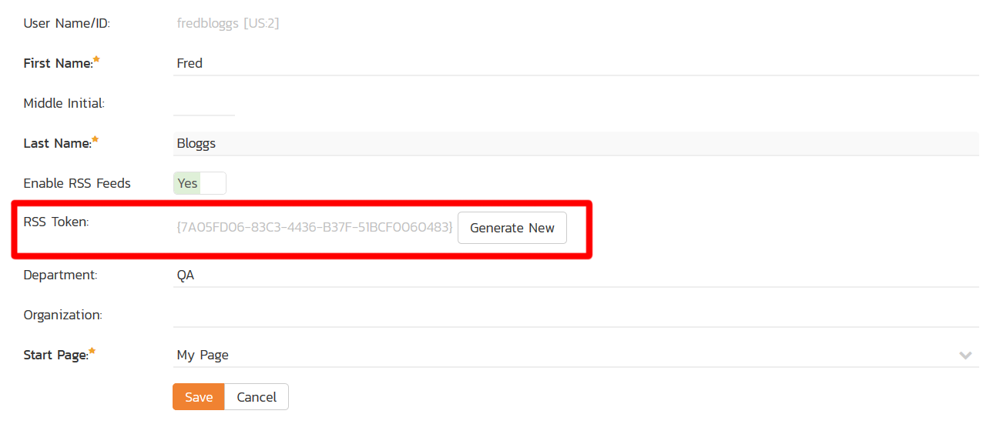 User Name/ID: fredbloggs [US:2]
First Name:* Fred
Middle Initial:
Last Name:* Bloggs
Enable RSS Feeds Yes
RSS Token: {7A05FD06-83C3-4436-B37F-51BCF0060483} Generate New
Department: QA
Organization:
Start Page:* My Page
Save Cancel